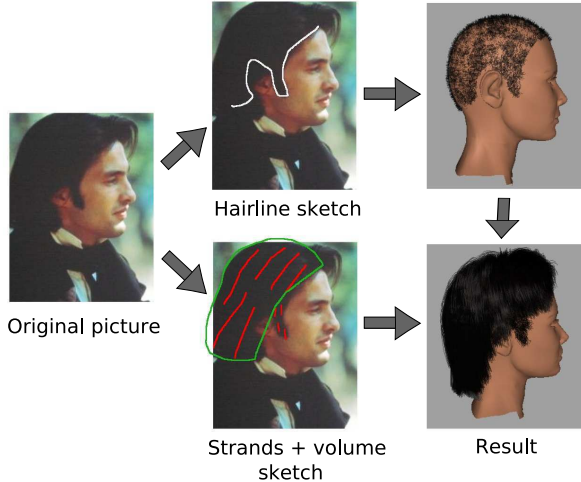 Hairline sketch
Original picture
Strands + volume
sketch
Result